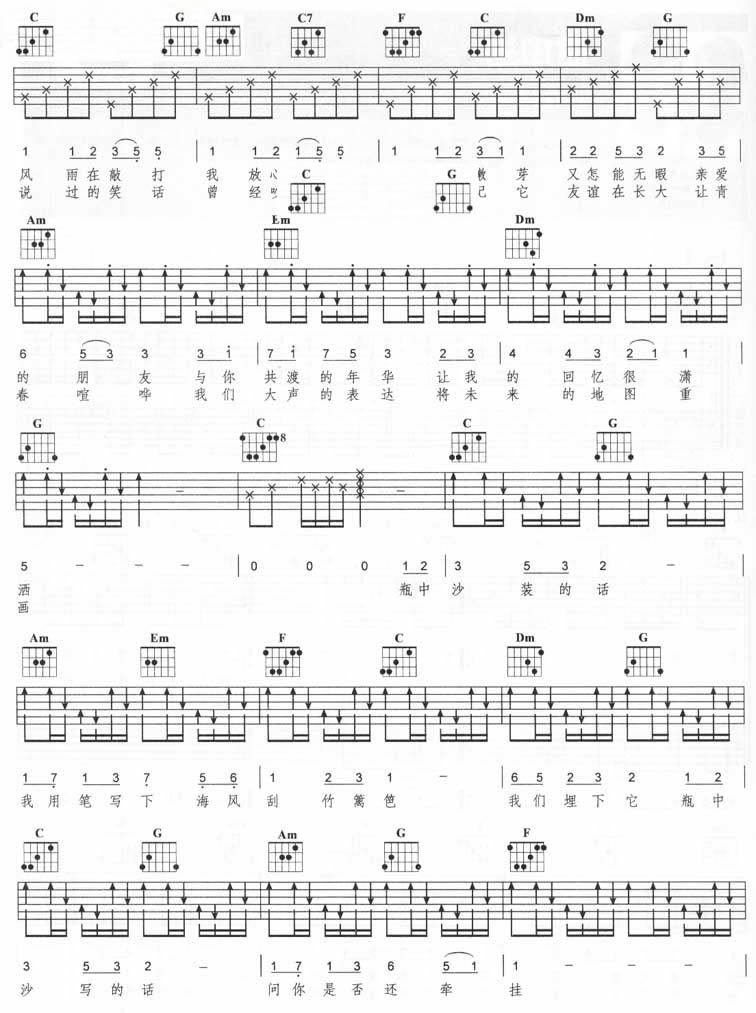 C G Am C7 F C Dm G
1 1 2 3 5 5 | 1 1 1 2 1 5 5 | 1 1 1 2 3 1 | 2 2 2 5 3 2 3 5
风 雨在敲 打 我 放心 嫩 芽 又怎能无暇 亲爱
说 过的笑 话 曾 经 记 它 友谊在长大 让青
C G
Am Em Dm
6 5 3 3 3 1 | 7 1 7 5 3 2 3 | 4 4 3 2 1 1
的 朋 友 与你 共渡的年华 让我 的 回忆很 潇
春 喧 哗 我们 大声的表达 将未 来 的地图 重
G C 8 C G
5 – – – | 0 0 0 1 2 | 3 5 3 2 –
洒 瓶中 沙 装的话
画
Am Em F C Dm G
1 7 1 3 7 5 6 | 1 2 3 1 – | 6 5 2 3 2 1 2
我用笔写下 海风 刮 竹篱笆 我们埋下它 瓶中
C G Am G F
3 5 3 2 – | 1 7 1 3 6 5 1 | 1 – – –
沙 写的话 问你是否还 牵 挂